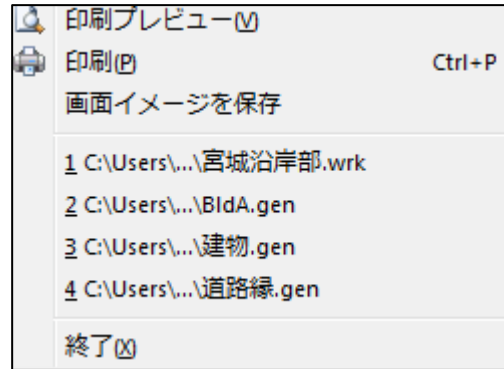 印刷プレビュー(V)
印刷(P) Ctrl+P
画面イメージを保存
1 C:\Users\...\宮城沿岸部.wrk
2 C:\Users\...\BldA.gen
3 C:\Users\...\建物.gen
4 C:\Users\...\道路縁.gen
終了(X)